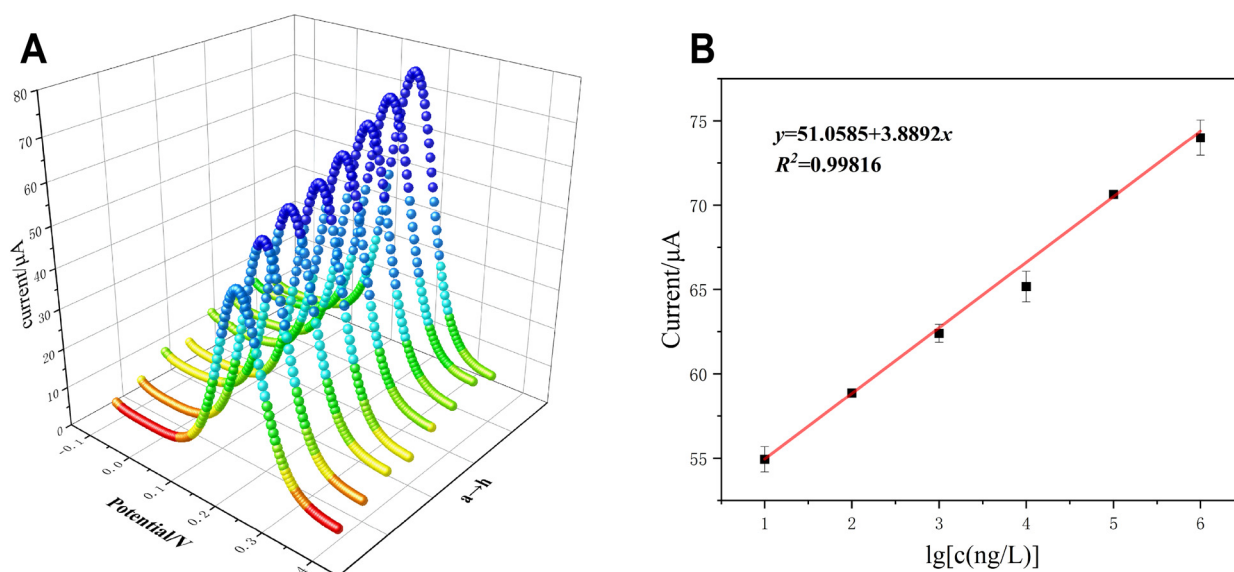 A
80
70
60
50
40
30
20
10
0
current/μA
-0.1
0.0
0.1
0.2
0.3
0.4
Potential/V
a→h
B
y=51.0585+3.8892x
R²=0.99816
75
70
65
60
55
Current/μA
1 2 3 4 5 6
lg[c(ng/L)]